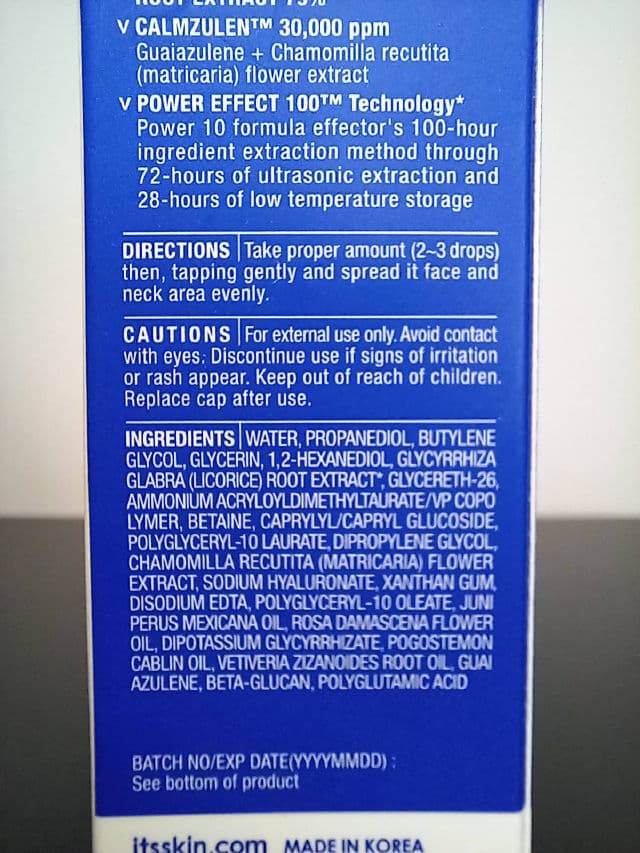 ROOT EXTRACT 75%
V CALMZULEN™ 30,000 ppm
Guaiazulene + Chamomilla recutita
(matricaria) flower extract
V POWER EFFECT 100™ Technology*
Power 10 formula effector's 100-hour
ingredient extraction method through
72-hours of ultrasonic extraction and
28-hours of low temperature storage
DIRECTIONS | Take proper amount (2~3 drops)
then, tapping gently and spread it face and
neck area evenly.
CAUTIONS | For external use only. Avoid contact
with eyes. Discontinue use if signs of irritation
or rash appear. Keep out of reach of children.
Replace cap after use.
INGREDIENTS | WATER, PROPANEDIOL, BUTYLENE
GLYCOL, GLYCERIN, 1,2-HEXANEDIOL, GLYCYRRHIZA
GLABRA (LICORICE) ROOT EXTRACT*, GLYCERETH-26,
AMMONIUM ACRYLOYLDIMETHYLTAURATE/VP COPO
LYMER, BETAINE, CAPRYLYL/CAPRYL GLUCOSIDE,
POLYGLYCERYL-10 LAURATE, DIPROPYLENE GLYCOL,
CHAMOMILLA RECUTITA (MATRICARIA) FLOWER
EXTRACT, SODIUM HYALURONATE, XANTHAN GUM,
DISODIUM EDTA, POLYGLYCERYL-10 OLEATE, JUNI
PERUS MEXICANA OIL, ROSA DAMASCENA FLOWER
OIL, DIPOTASSIUM GLYCYRRHIZATE, POGOSTEMON
CABLIN OIL, VETIVERIA ZIZANOIDES ROOT OIL, GUAI
AZULENE, BETA-GLUCAN, POLYGLUTAMIC ACID
BATCH NO/EXP DATE(YYYYMMDD) :
See bottom of product
itsskin.com MADE IN KOREA